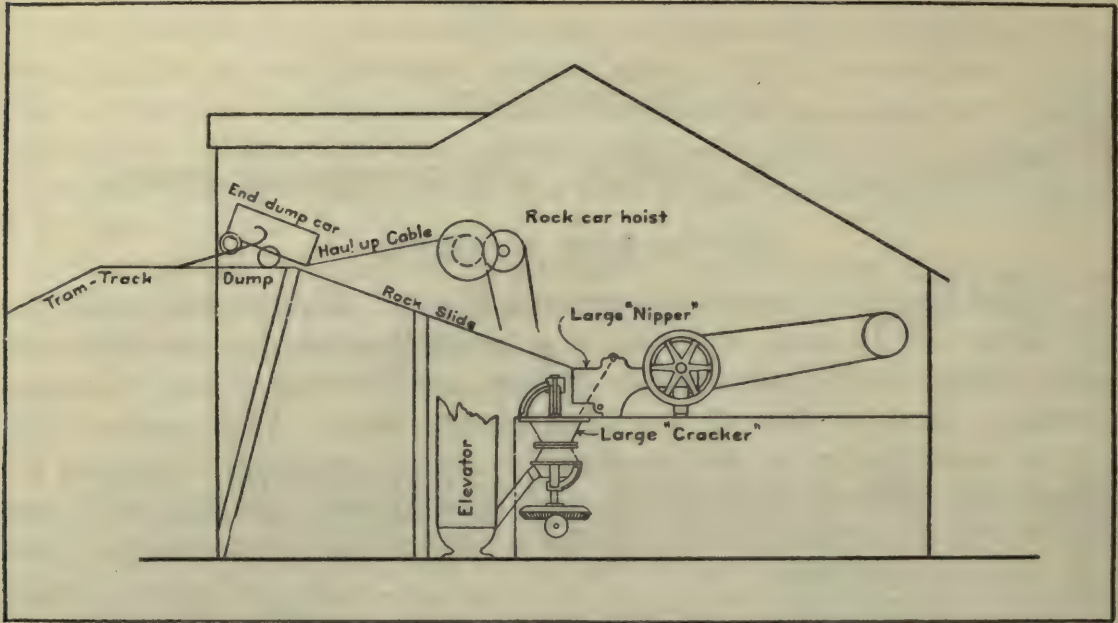 End dump car
Haul up Cable
Rock car hoist
Tram-Track
Dump
Rock Slide
Large "Nipper"
Large "Cracker"
Elevator